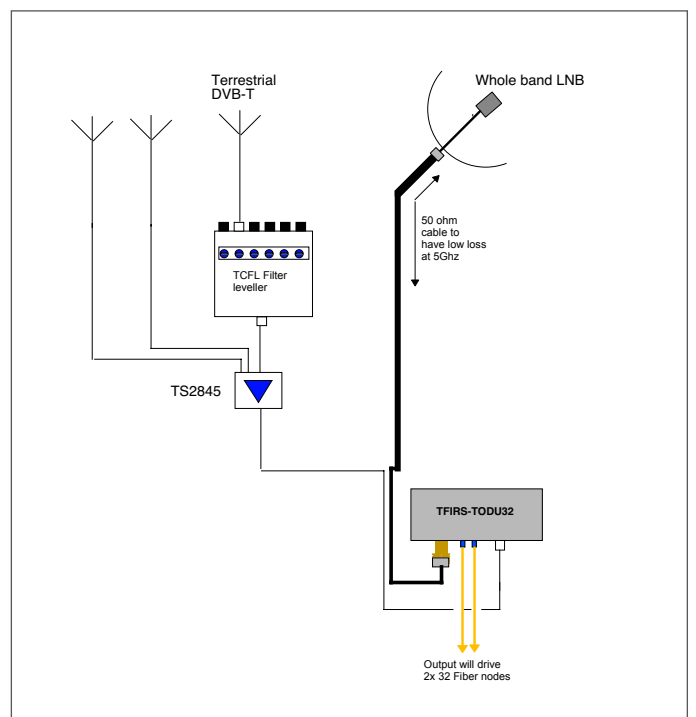 Terrestrial
DVB-T
Whole band LNB
50 ohm
cable to
have low loss
at 5Ghz
TCFL Filter
leveller
TS2845
TFIRS-TODU32
Output will drive
2x 32 Fiber nodes